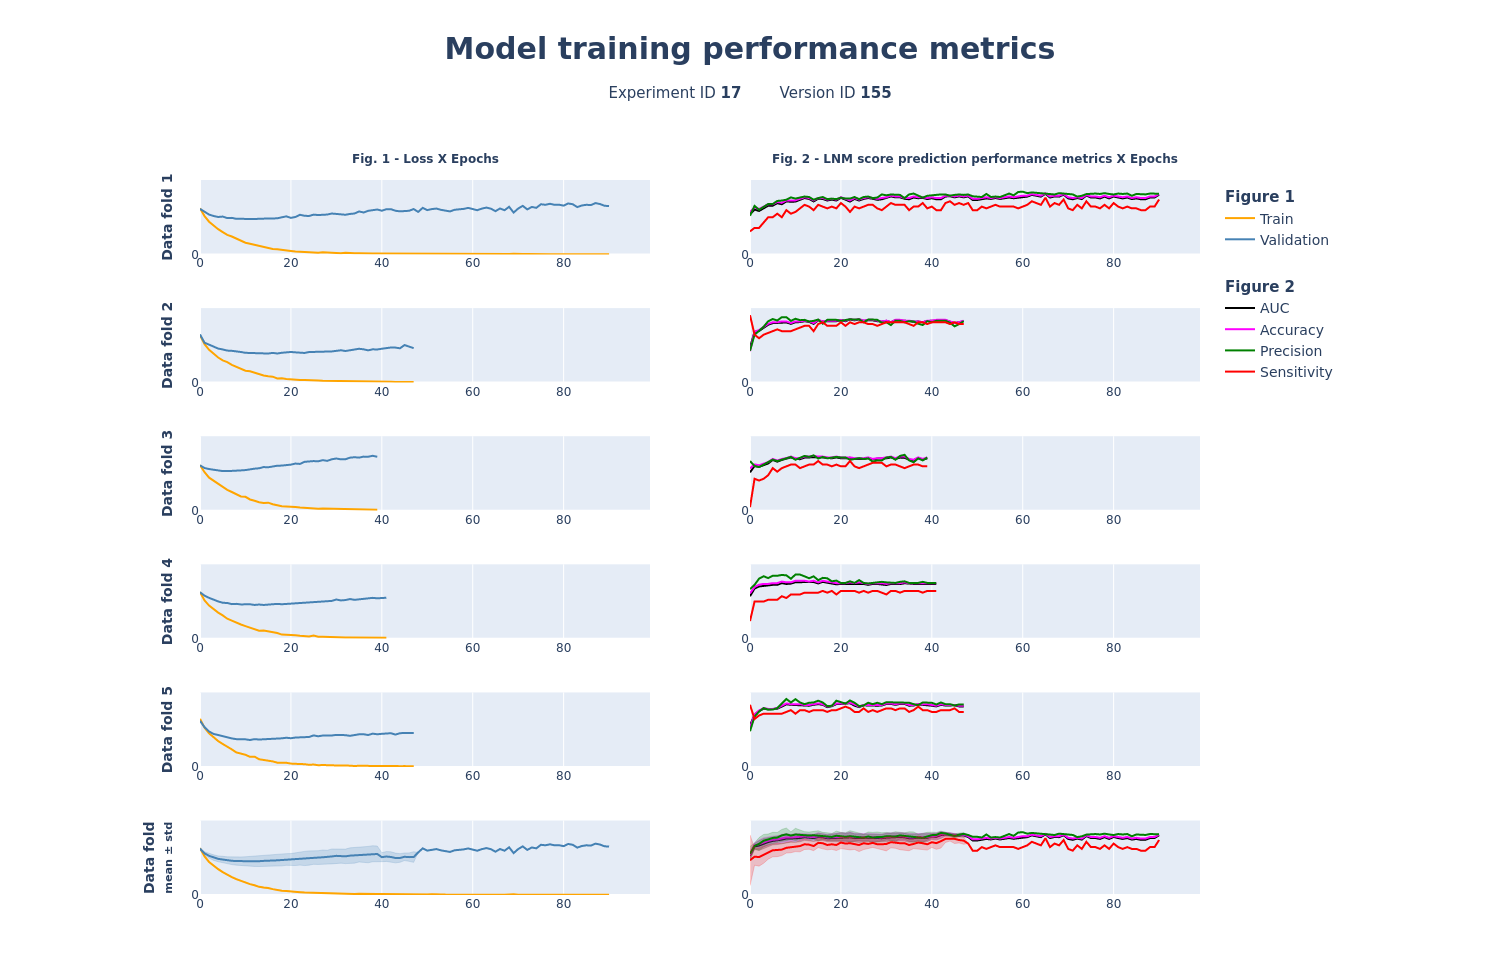 Model training performance metrics
Experiment ID 17 Version ID 155
Fig. 1 - Loss X Epochs
Fig. 2 - LNM score prediction performance metrics X Epochs
Data fold 1
0
0 20 40 60 80
0
0 20 40 60 80
Figure 1
Train
Validation
Figure 2
AUC
Accuracy
Precision
Sensitivity
Data fold 2
0
0 20 40 60 80
0
0 20 40 60 80
Data fold 3
0
0 20 40 60 80
0
0 20 40 60 80
Data fold 4
0
0 20 40 60 80
0
0 20 40 60 80
Data fold 5
0
0 20 40 60 80
0
0 20 40 60 80
Data fold
mean ± std
0
0 20 40 60 80
0
0 20 40 60 80